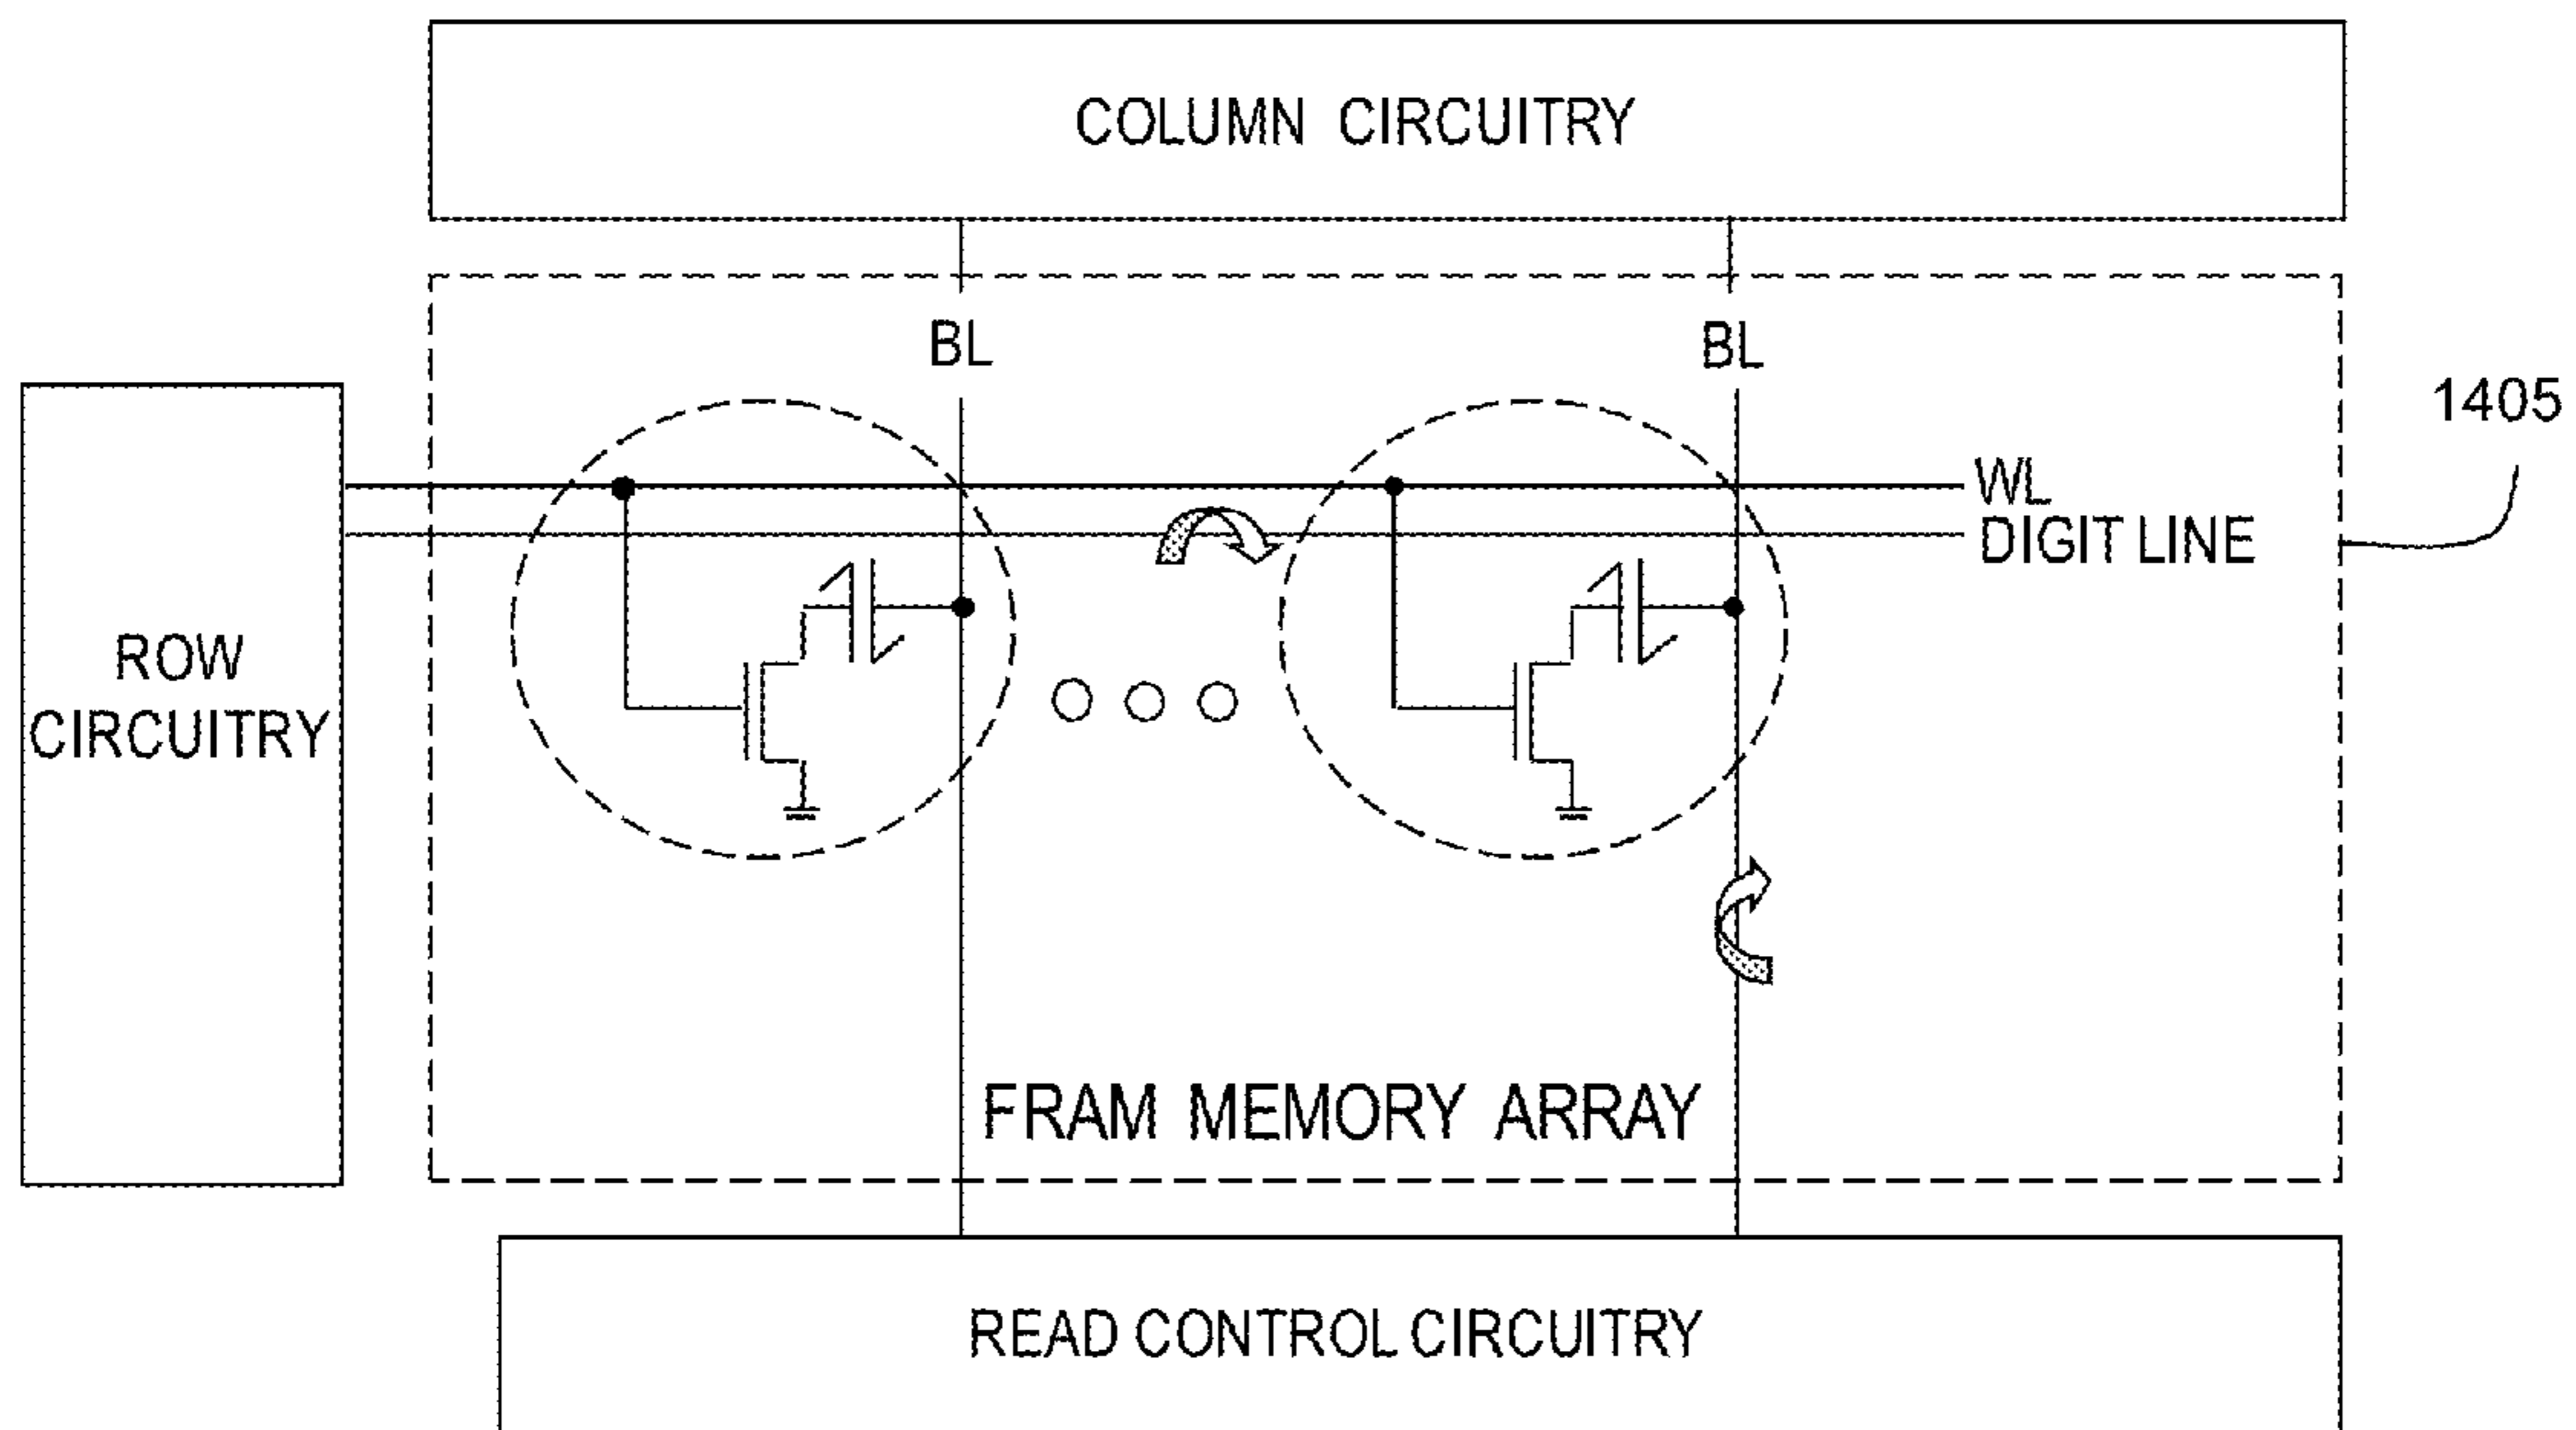 COLUMN CIRCUITRY
BL
BL
1405
WL
DIGIT LINE
ROW
CIRCUITRY
FRAM MEMORY ARRAY
READ CONTROL CIRCUITRY